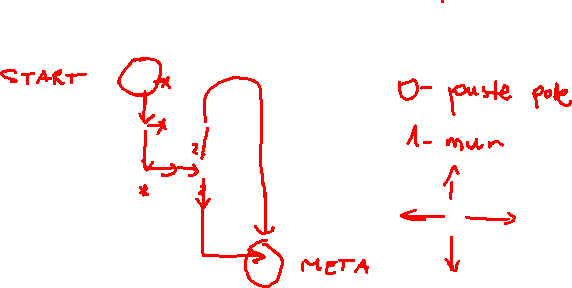 START
0- puste pole
1- mur
META